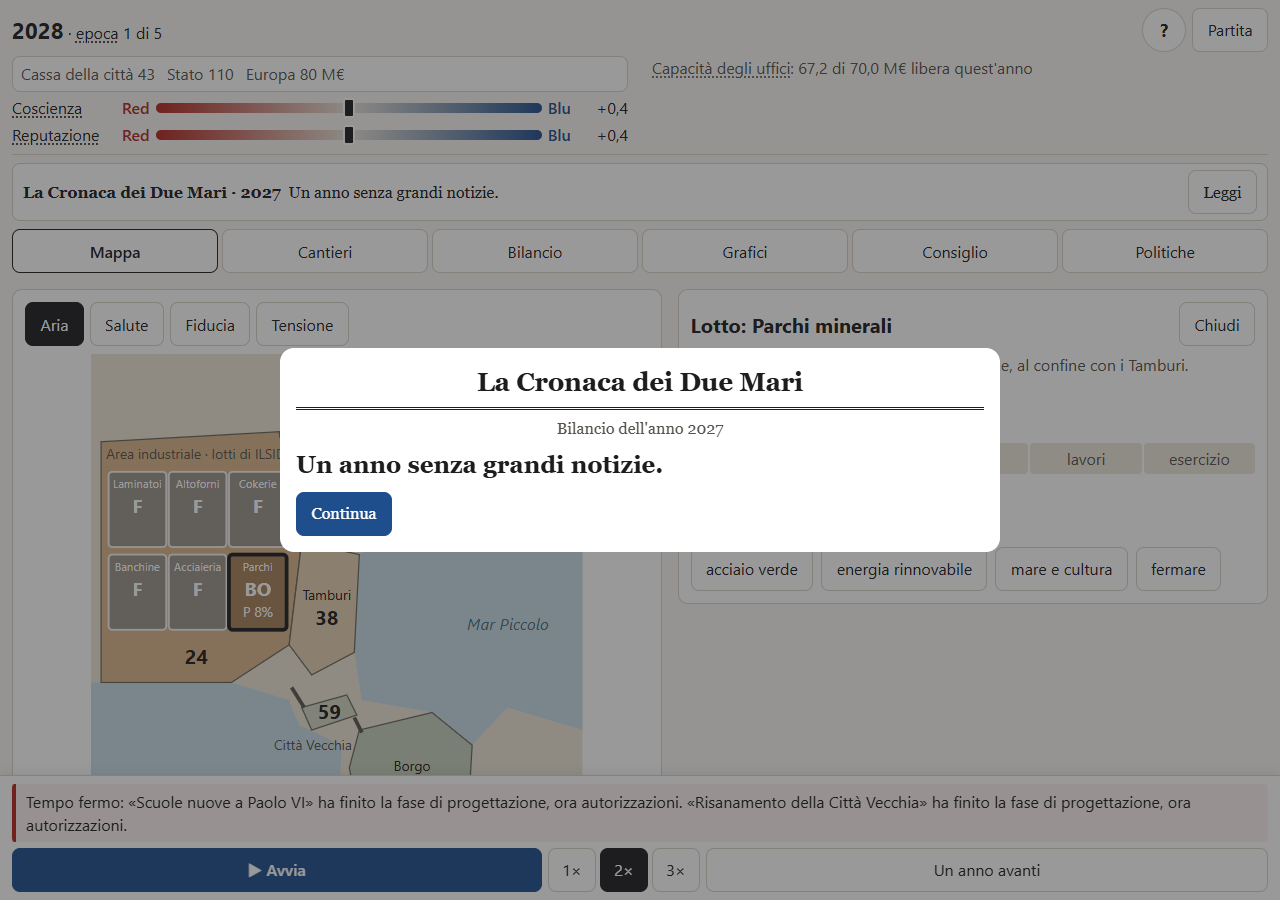 2028 · epoca 1 di 5
? Partita
Cassa della città 43 Stato 110 Europa 80 M€
Capacità degli uffici: 67,2 di 70,0 M€ libera quest'anno
Coscienza Red Blu +0,4
Reputazione Red Blu +0,4
La Cronaca dei Due Mari · 2027 Un anno senza grandi notizie. Leggi
Mappa Cantieri Bilancio Grafici Consiglio Politiche
Aria Salute Fiducia Tensione
Lotto: Parchi minerali Chiudi
e, al confine con i Tamburi.
La Cronaca dei Due Mari
Bilancio dell'anno 2027
Un anno senza grandi notizie.
Continua
Area industriale · lotti di ILSID
Laminatoi Altoforni Cokerie
F F F
lavori esercizio
Banchine Acciaieria Parchi
F F BO
P 8%
acciaio verde energia rinnovabile mare e cultura fermare
Tamburi
38
Mar Piccolo
24
59
Città Vecchia
Borgo
Tempo fermo: «Scuole nuove a Paolo VI» ha finito la fase di progettazione, ora autorizzazioni. «Risanamento della Città Vecchia» ha finito la fase di progettazione, ora
autorizzazioni.
▶ Avvia 1× 2× 3× Un anno avanti